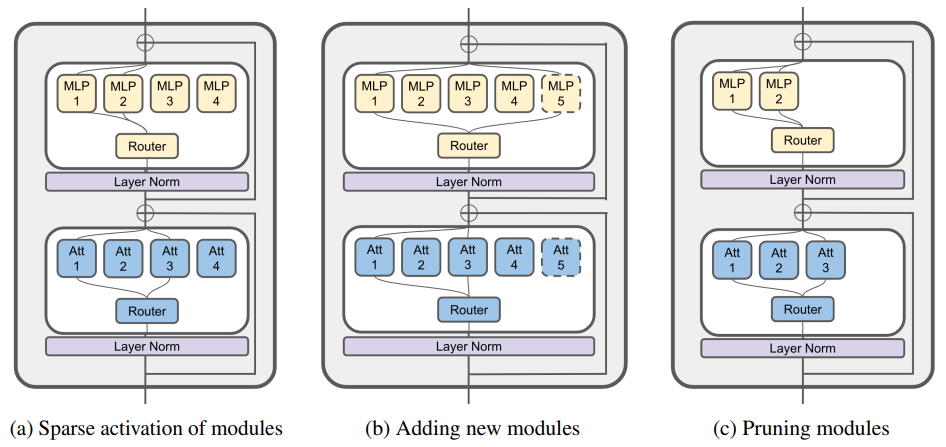 MLP 1 MLP 2 MLP 3 MLP 4
Router
Layer Norm
Att 1 Att 2 Att 3 Att 4
Router
Layer Norm
(a) Sparse activation of modules
MLP 1 MLP 2 MLP 3 MLP 4 MLP 5
Router
Layer Norm
Att 1 Att 2 Att 3 Att 4 Att 5
Router
Layer Norm
(b) Adding new modules
MLP 1 MLP 2
Router
Layer Norm
Att 1 Att 2 Att 3
Router
Layer Norm
(c) Pruning modules